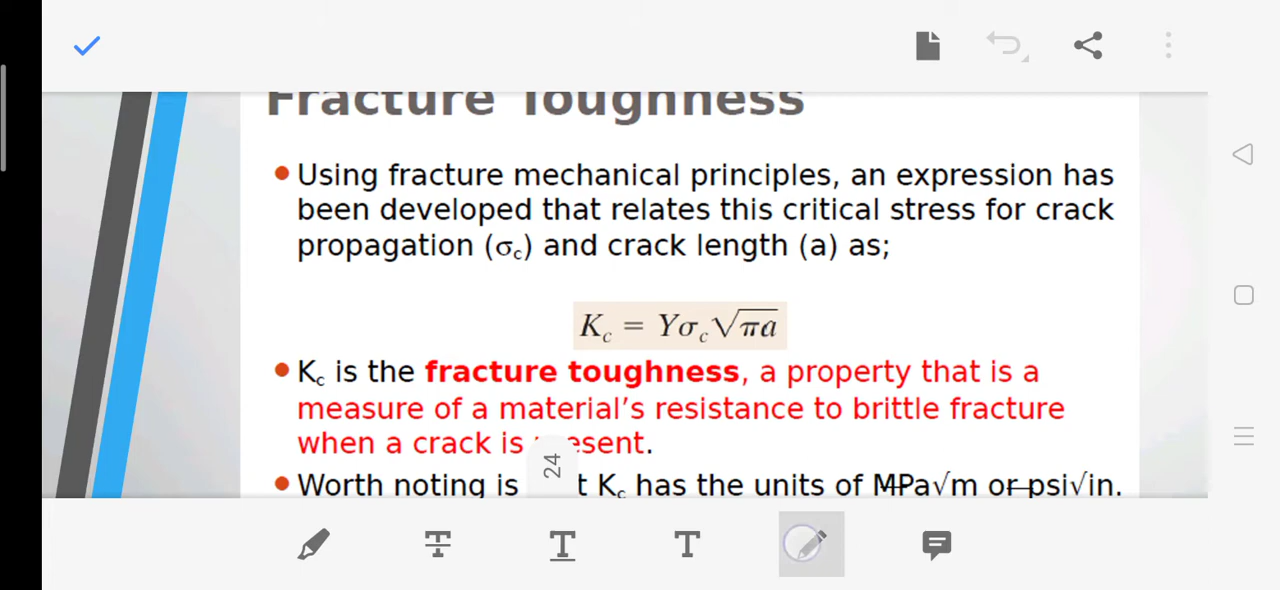 Fracture Toughness
Using fracture mechanical principles, an expression has
been developed that relates this critical stress for crack
propagation (σc) and crack length (a) as;
Kc = Yσc√πa
Kc is the fracture toughness, a property that is a
measure of a material’s resistance to brittle fracture
when a crack is present.
24
Worth noting is t Kc has the units of MPa√m or psi√in.
T T T